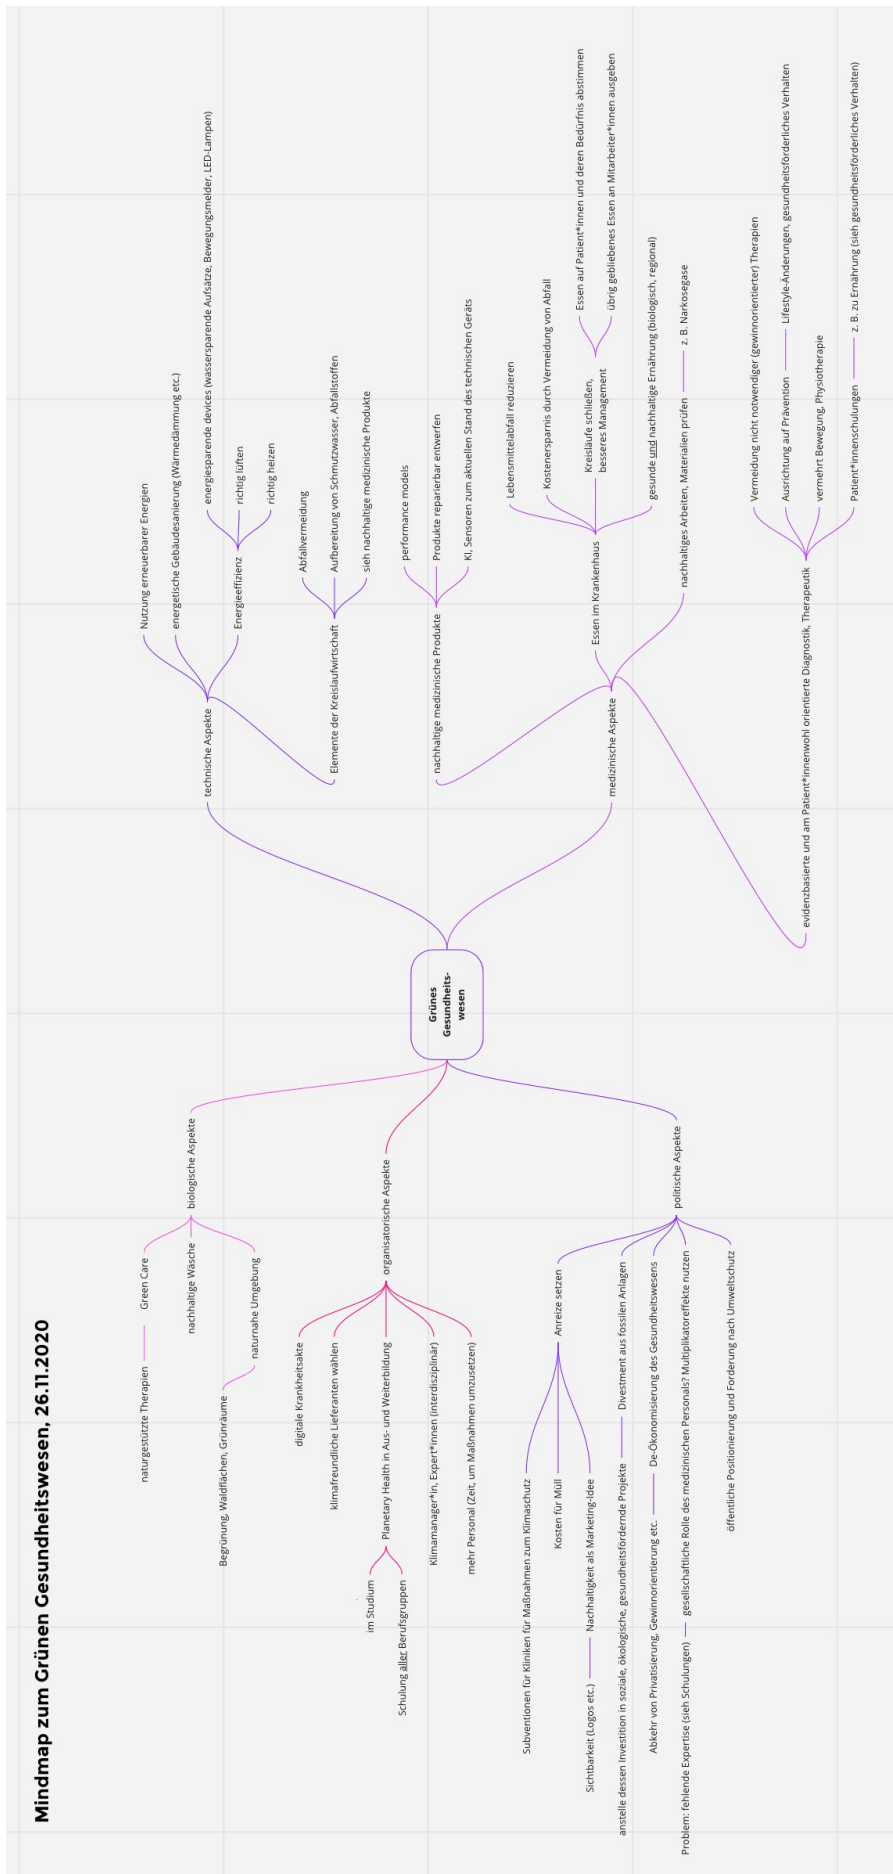 Mindmap zum Grünen Gesundheitswesen, 26.11.2020
Grünes
Gesundheits-
wesen
biologische Aspekte
Green Care
naturgestützte Therapien
nachhaltige Wäsche
naturnahe Umgebung
Begrünung, Waldflächen, Grünräume
organisatorische Aspekte
digitale Krankheitsakte
klimafreundliche Lieferanten wählen
Planetary Health in Aus- und Weiterbildung
im Studium
Schulung aller Berufsgruppen
Klimamanager*in, Expert*innen (interdisziplinär)
mehr Personal (Zeit, um Maßnahmen umzusetzen)
politische Aspekte
Anreize setzen
Subventionen für Kliniken für Maßnahmen zum Klimaschutz
Kosten für Müll
Nachhaltigkeit als Marketing-Idee
Sichtbarkeit (Logos etc.)
Divestment aus fossilen Anlagen
anstelle dessen Investition in soziale, ökologische, gesundheitsfördernde Projekte
De-Ökonomisierung des Gesundheitswesens
Abkehr von Privatisierung, Gewinnorientierung etc.
gesellschaftliche Rolle des medizinischen Personals? Multiplikatoreffekte nutzen
Problem: fehlende Expertise (sieh Schulungen)
öffentliche Positionierung und Forderung nach Umweltschutz
technische Aspekte
Nutzung erneuerbarer Energien
energetische Gebäudesanierung (Wärmedämmung etc.)
Energieeffizienz
energiesparende devices (wassersparende Aufsätze, Bewegungsmelder, LED-Lampen)
richtig lüften
richtig heizen
Elemente der Kreislaufwirtschaft
Abfallvermeidung
Aufbereitung von Schmutzwasser, Abfallstoffen
sieh nachhaltige medizinische Produkte
medizinische Aspekte
nachhaltige medizinische Produkte
performance models
Produkte reparierbar entwerfen
KI, Sensoren zum aktuellen Stand des technischen Geräts
Essen im Krankenhaus
Lebensmittelabfall reduzieren
Kostenersparnis durch Vermeidung von Abfall
Kreisläufe schließen,
besseres Management
Essen auf Patient*innen und deren Bedürfnis abstimmen
übrig gebliebenes Essen an Mitarbeiter*innen ausgeben
gesunde und nachhaltige Ernährung (biologisch, regional)
nachhaltiges Arbeiten, Materialien prüfen
z. B. Narkosegase
evidenzbasierte und am Patient*innenwohl orientierte Diagnostik, Therapeutik
Vermeidung nicht notwendiger (gewinnorientierter) Therapien
Ausrichtung auf Prävention
Lifestyle-Änderungen, gesundheitsförderliches Verhalten
vermehrt Bewegung, Physiotherapie
Patient*innenschulungen
z. B. zu Ernährung (sieh gesundheitsförderliches Verhalten)